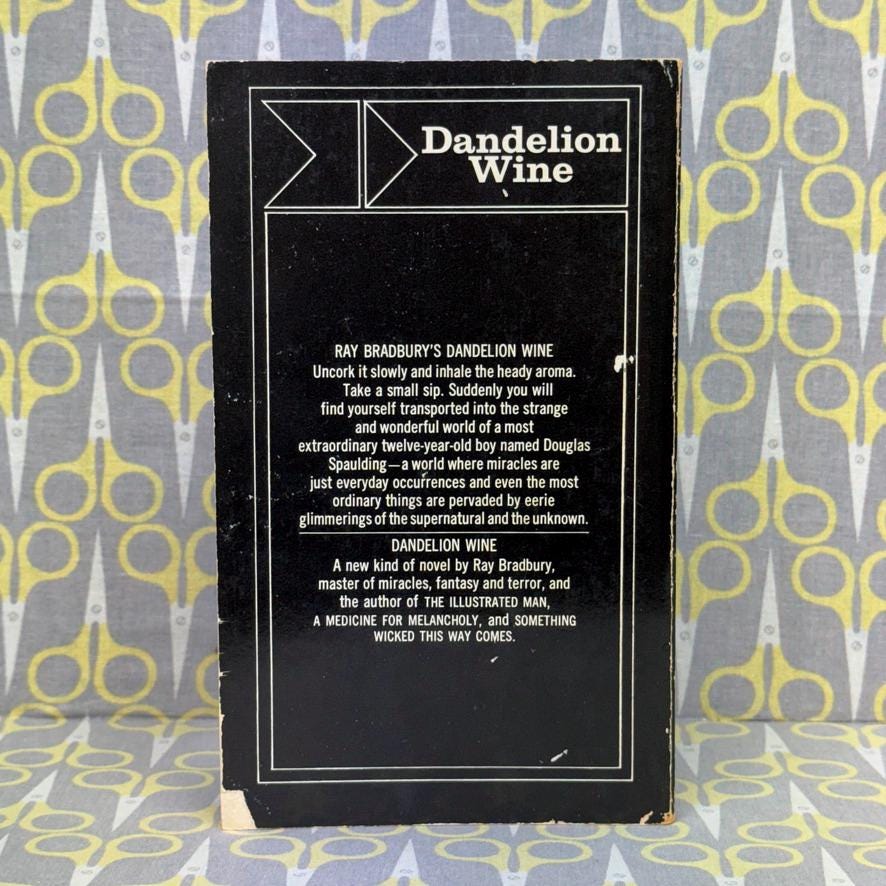 Dandelion
Wine
RAY BRADBURY'S DANDELION WINE
Uncork it slowly and inhale the heady aroma.
Take a small sip. Suddenly you will
find yourself transported into the strange
and wonderful world of a most
extraordinary twelve-year-old boy named Douglas
Spaulding—a world where miracles are
just everyday occurrences and even the most
ordinary things are pervaded by eerie
glimmerings of the supernatural and the unknown.
DANDELION WINE
A new kind of novel by Ray Bradbury,
master of miracles, fantasy and terror, and
the author of THE ILLUSTRATED MAN,
A MEDICINE FOR MELANCHOLY, and SOMETHING
WICKED THIS WAY COMES.